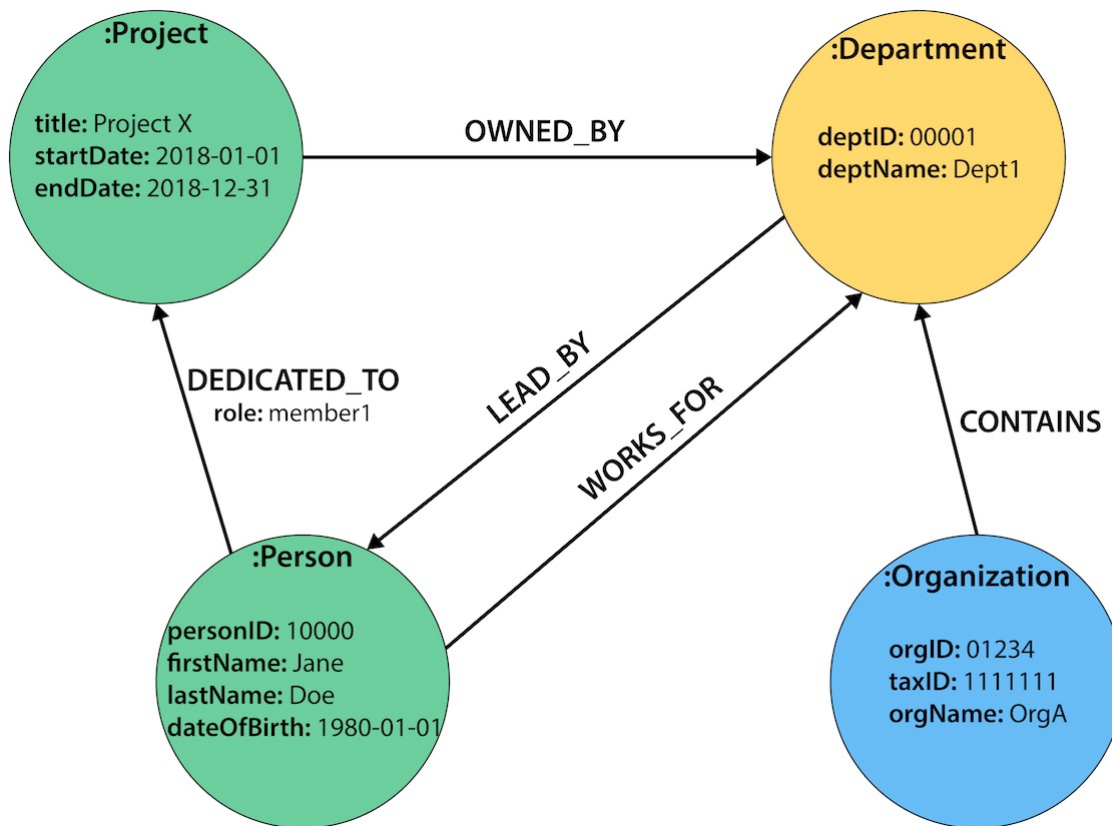 :Project
title: Project X
startDate: 2018-01-01
endDate: 2018-12-31
OWNED_BY
:Department
deptID: 00001
deptName: Dept1
DEDICATED_TO
role: member1
LEAD_BY
WORKS_FOR
CONTAINS
:Person
personID: 10000
firstName: Jane
lastName: Doe
dateOfBirth: 1980-01-01
:Organization
orgID: 01234
taxID: 1111111
orgName: OrgA